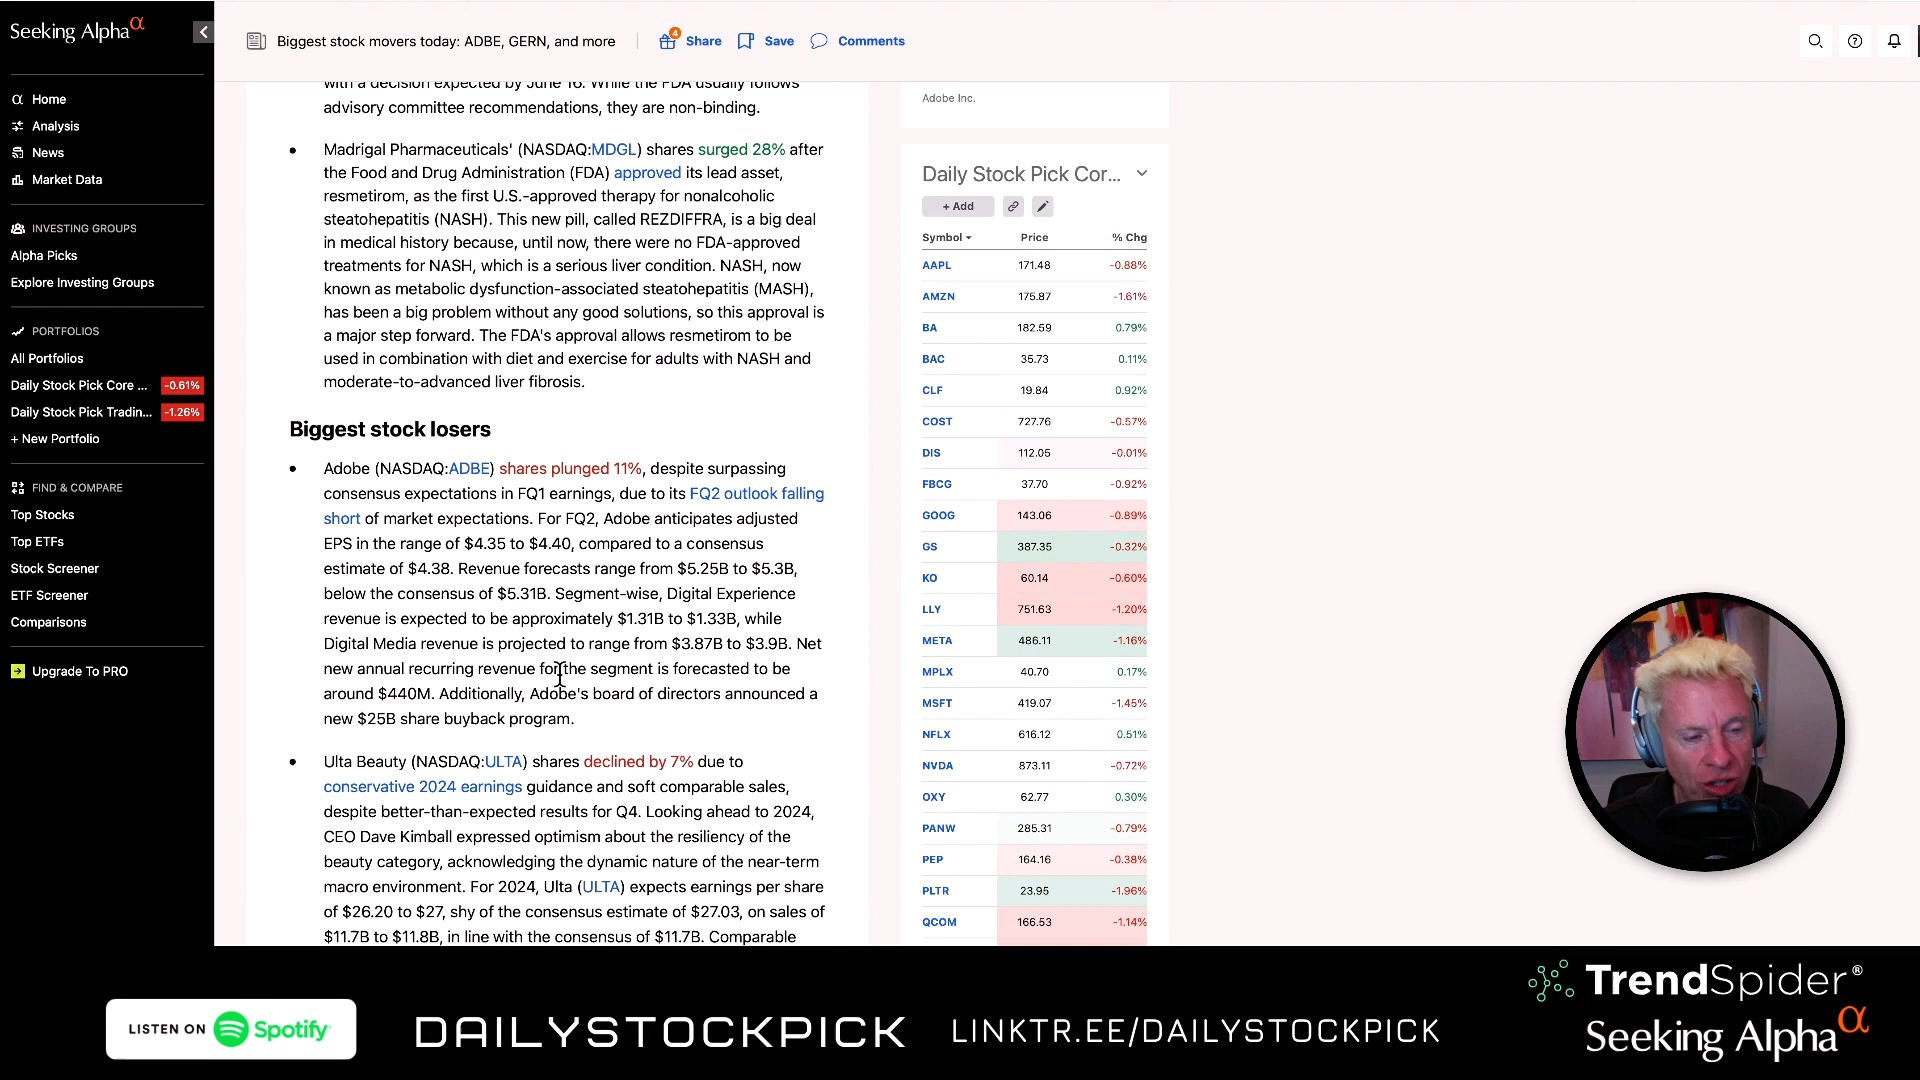 Seeking Alpha α
Biggest stock movers today: ADBE, GERN, and more
4
Share
Save
Comments
Home
Analysis
News
Market Data
INVESTING GROUPS
Alpha Picks
Explore Investing Groups
PORTFOLIOS
All Portfolios
Daily Stock Pick Core ... -0.61%
Daily Stock Pick Tradin... -1.26%
+ New Portfolio
FIND & COMPARE
Top Stocks
Top ETFs
Stock Screener
ETF Screener
Comparisons
Upgrade To PRO
with a decision expected by June 16. While the FDA usually follows
advisory committee recommendations, they are non-binding.
• Madrigal Pharmaceuticals' (NASDAQ:MDGL) shares surged 28% after
the Food and Drug Administration (FDA) approved its lead asset,
resmetirom, as the first U.S.-approved therapy for nonalcoholic
steatohepatitis (NASH). This new pill, called REZDIFFRA, is a big deal
in medical history because, until now, there were no FDA-approved
treatments for NASH, which is a serious liver condition. NASH, now
known as metabolic dysfunction-associated steatohepatitis (MASH),
has been a big problem without any good solutions, so this approval is
a major step forward. The FDA's approval allows resmetirom to be
used in combination with diet and exercise for adults with NASH and
moderate-to-advanced liver fibrosis.
Biggest stock losers
• Adobe (NASDAQ:ADBE) shares plunged 11%, despite surpassing
consensus expectations in FQ1 earnings, due to its FQ2 outlook falling
short of market expectations. For FQ2, Adobe anticipates adjusted
EPS in the range of $4.35 to $4.40, compared to a consensus
estimate of $4.38. Revenue forecasts range from $5.25B to $5.3B,
below the consensus of $5.31B. Segment-wise, Digital Experience
revenue is expected to be approximately $1.31B to $1.33B, while
Digital Media revenue is projected to range from $3.87B to $3.9B. Net
new annual recurring revenue for the segment is forecasted to be
around $440M. Additionally, Adobe's board of directors announced a
new $25B share buyback program.
• Ulta Beauty (NASDAQ:ULTA) shares declined by 7% due to
conservative 2024 earnings guidance and soft comparable sales,
despite better-than-expected results for Q4. Looking ahead to 2024,
CEO Dave Kimball expressed optimism about the resiliency of the
beauty category, acknowledging the dynamic nature of the near-term
macro environment. For 2024, Ulta (ULTA) expects earnings per share
of $26.20 to $27, shy of the consensus estimate of $27.03, on sales of
$11.7B to $11.8B, in line with the consensus of $11.7B. Comparable
Adobe Inc.
Daily Stock Pick Cor...
+ Add
Symbol Price % Chg
AAPL 171.48 -0.88%
AMZN 175.87 -1.61%
BA 182.59 0.79%
BAC 35.73 0.11%
CLF 19.84 0.92%
COST 727.76 -0.57%
DIS 112.05 -0.01%
FBCG 37.70 -0.92%
GOOG 143.06 -0.89%
GS 387.35 -0.32%
KO 60.14 -0.60%
LLY 751.63 -1.20%
META 486.11 -1.16%
MPLX 40.70 0.17%
MSFT 419.07 -1.45%
NFLX 616.12 0.51%
NVDA 873.11 -0.72%
OXY 62.77 0.30%
PANW 285.31 -0.79%
PEP 164.16 -0.38%
PLTR 23.95 -1.96%
QCOM 166.53 -1.14%
LISTEN ON Spotify
DAILYSTOCKPICK
LINKTR.EE/DAILYSTOCKPICK
TrendSpider®
Seeking Alpha α